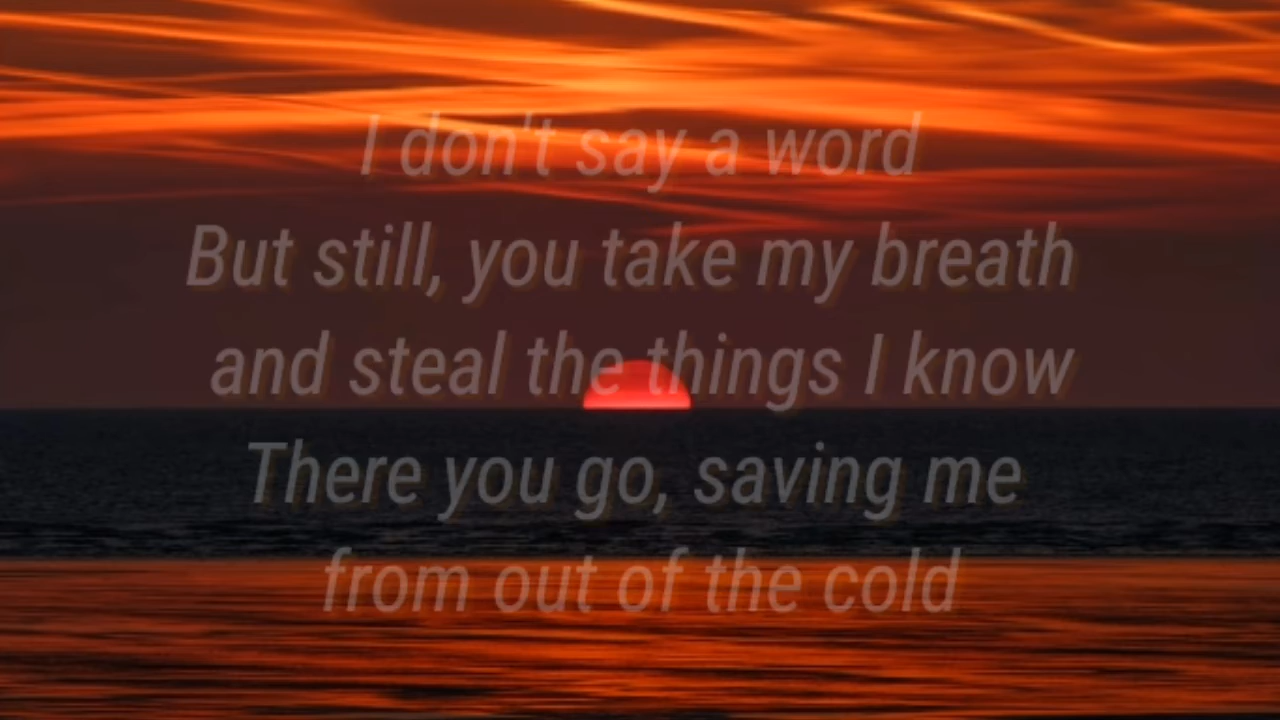 I don't say a word
But still, you take my breath
and steal the things I know
There you go, saving me
from out of the cold